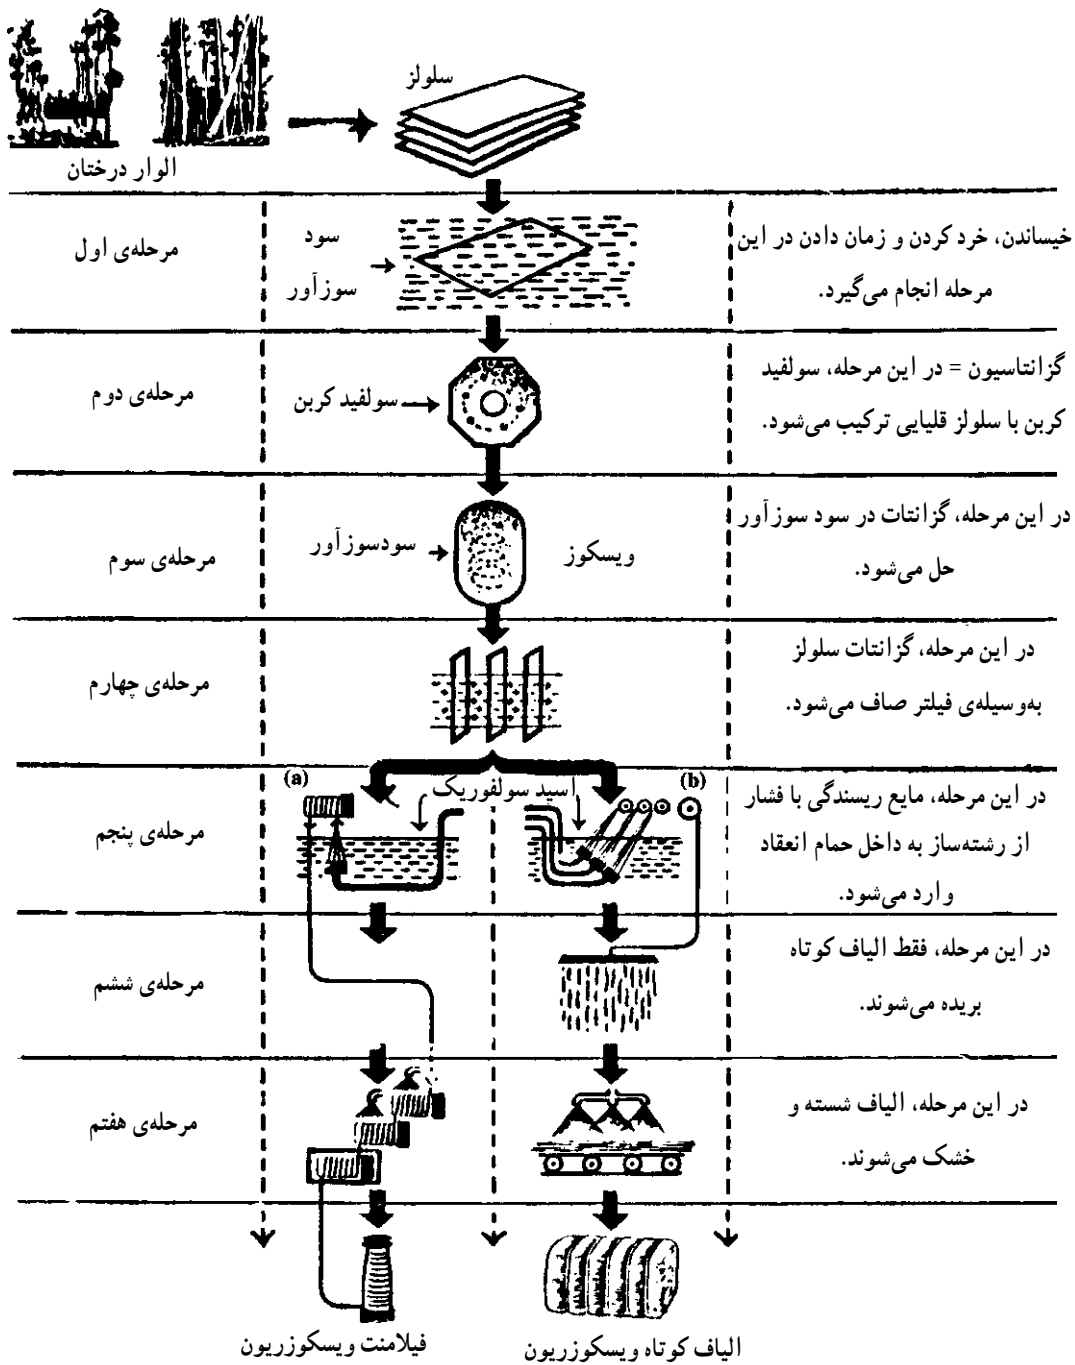 سلولز
الوار درختان
خیساندن، خرد کردن و زمان دادن در این
مرحله انجام می‌گیرد.
سود
سوزآور
مرحله‌ی اول
گزانتاسیون = در این مرحله، سولفید
کربن با سلولز قلیایی ترکیب می‌شود.
سولفید کربن
مرحله‌ی دوم
در این مرحله، گزانتات در سود سوزآور
حل می‌شود.
ویسکوز
سودسوزآور
مرحله‌ی سوم
در این مرحله، گزانتات سلولز
به‌وسیله‌ی فیلتر صاف می‌شود.
مرحله‌ی چهارم
در این مرحله، مایع ریسندگی با فشار
از رشته‌ساز به داخل حمام انعقاد
وارد می‌شود.
(b)
اسید سولفوریک
(a)
مرحله‌ی پنجم
در این مرحله، فقط الیاف کوتاه
بریده می‌شوند.
مرحله‌ی ششم
در این مرحله، الیاف شسته و
خشک می‌شوند.
مرحله‌ی هفتم
الیاف کوتاه ویسکوزریون
فیلامنت ویسکوزریون